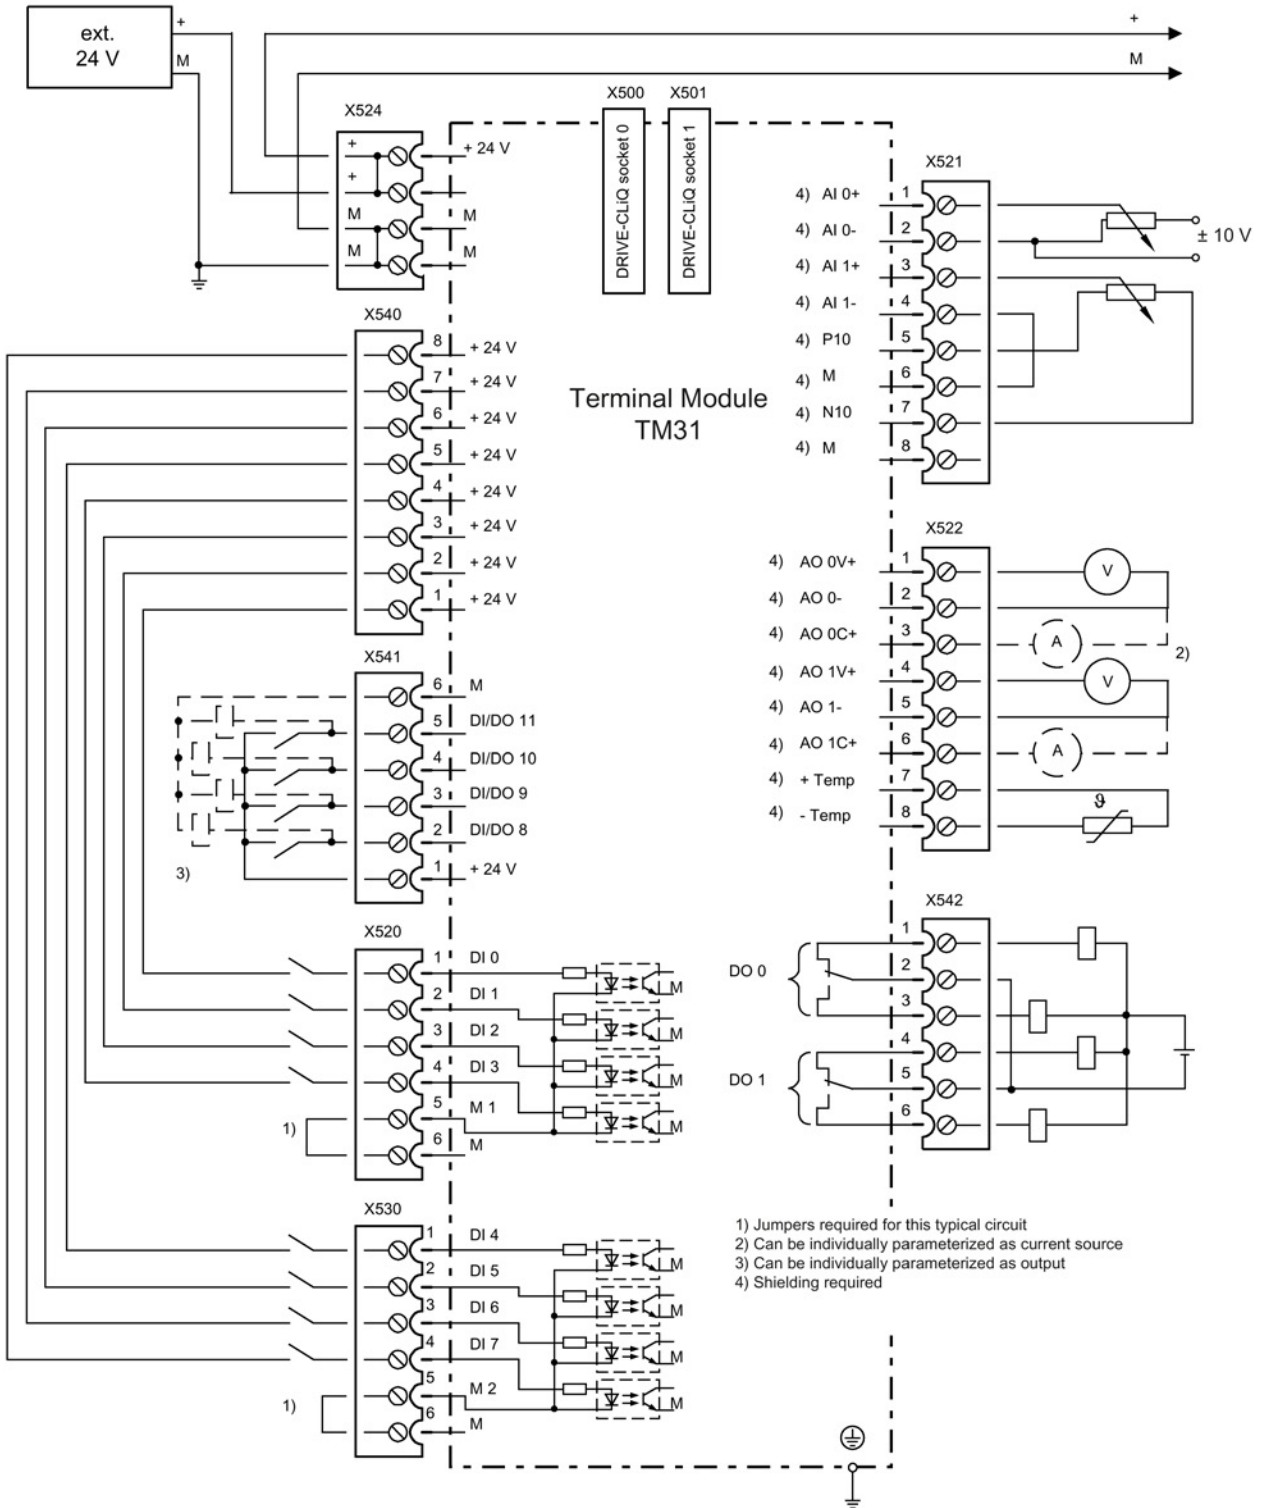 ext.
24 V
+
M
+
M
X524
+
+
M
M
+ 24 V
M
M
X500
X501
DRIVE-CLiQ socket 0
DRIVE-CLiQ socket 1
Terminal Module
TM31
X540
8 + 24 V
7 + 24 V
6 + 24 V
5 + 24 V
4 + 24 V
3 + 24 V
2 + 24 V
1 + 24 V
X541
6 M
5 DI/DO 11
4 DI/DO 10
3 DI/DO 9
2 DI/DO 8
1 + 24 V
3)
X520
1 DI 0
2 DI 1
3 DI 2
4 DI 3
5 M 1
6 M
1)
M
M
M
M
X530
1 DI 4
2 DI 5
3 DI 6
4 DI 7
5 M 2
6 M
1)
M
M
M
M
X521
4) AI 0+ 1
4) AI 0- 2
4) AI 1+ 3
4) AI 1- 4
4) P10 5
4) M 6
4) N10 7
4) M 8
± 10 V
X522
4) AO 0V+ 1
4) AO 0- 2
4) AO 0C+ 3
4) AO 1V+ 4
4) AO 1- 5
4) AO 1C+ 6
4) + Temp 7
4) - Temp 8
V
A
2)
V
A
ϑ
X542
1
2
3
4
5
6
DO 0
DO 1
1) Jumpers required for this typical circuit
2) Can be individually parameterized as current source
3) Can be individually parameterized as output
4) Shielding required